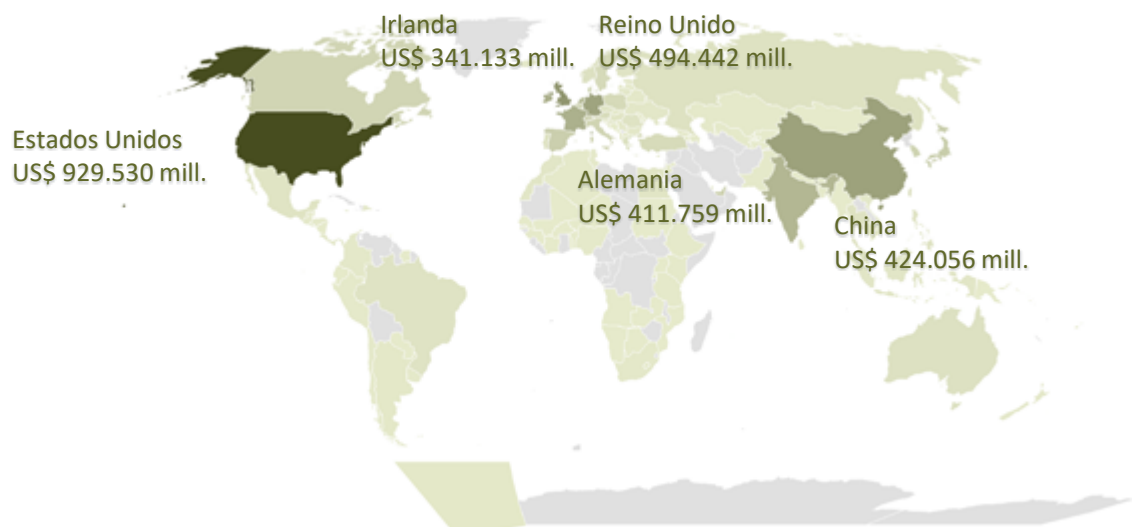 Irlanda
US$ 341.133 mill.
Reino Unido
US$ 494.442 mill.
Estados Unidos
US$ 929.530 mill.
Alemania
US$ 411.759 mill.
China
US$ 424.056 mill.